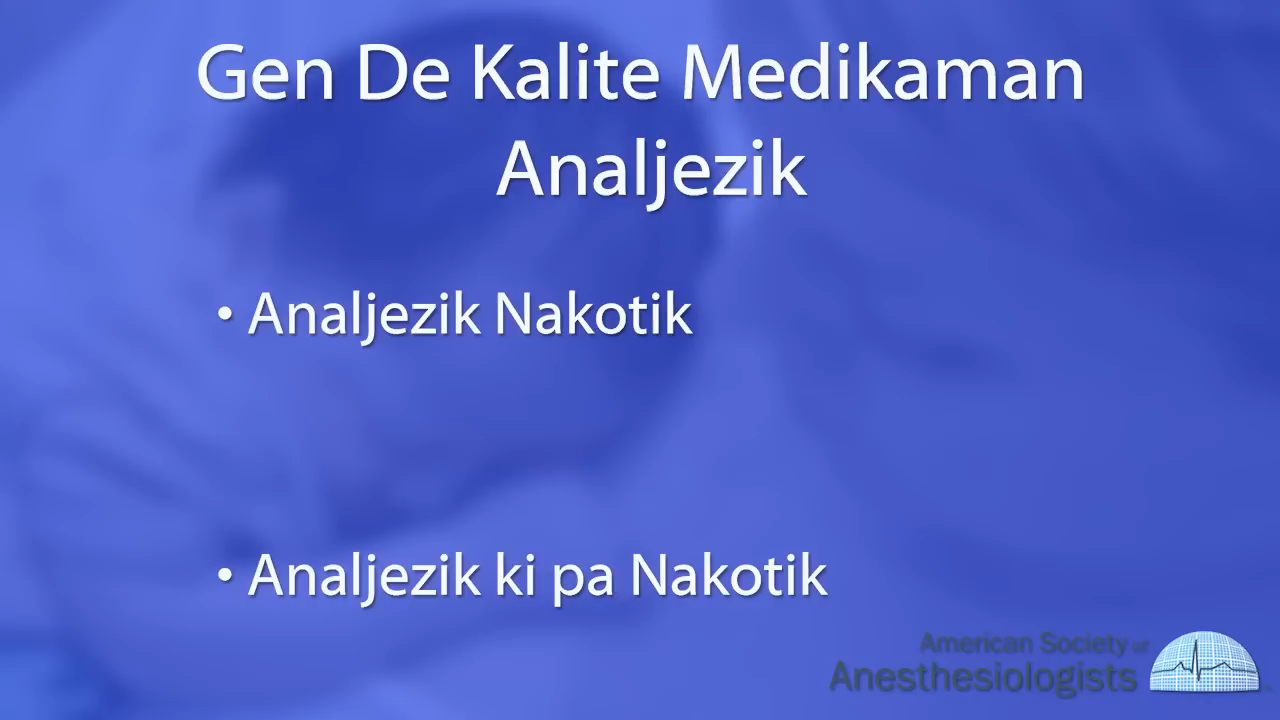 Gen De Kalite Medikaman
Analjezik
• Analjezik Nakotik
• Analjezik ki pa Nakotik
American Society of
Anesthesiologists